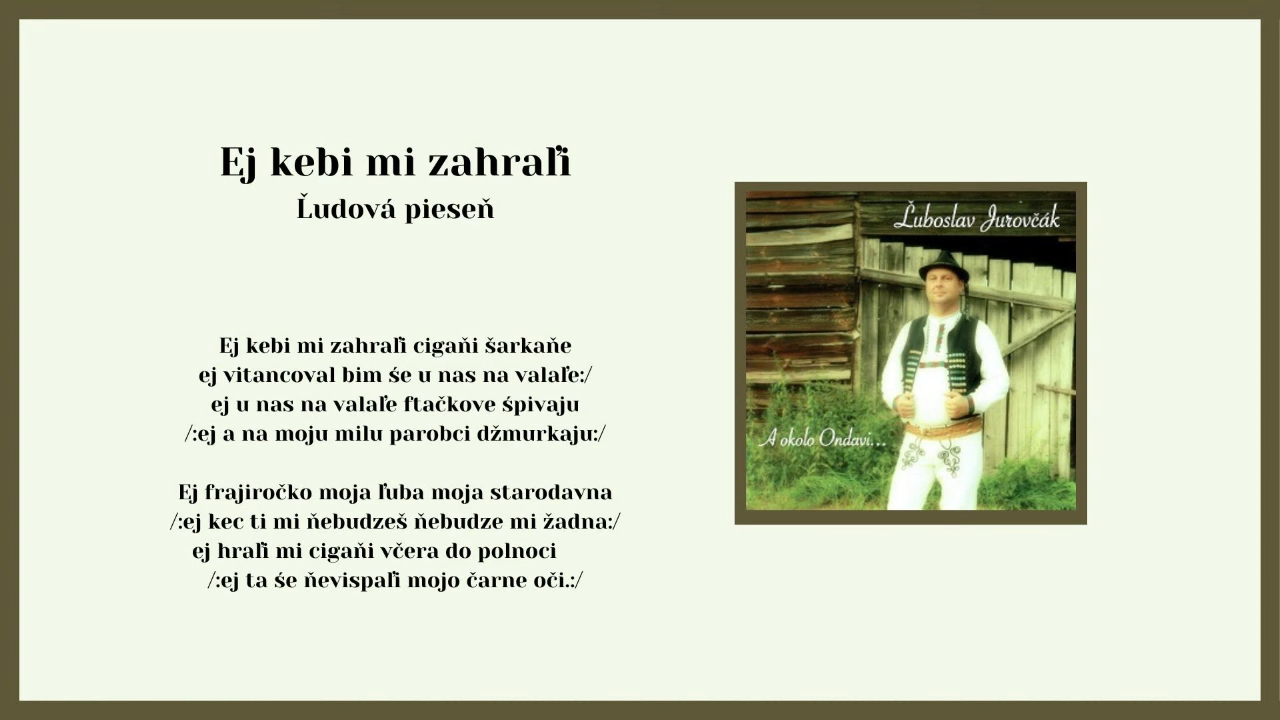 Ej kebi mi zahraľi
Ľudová pieseň
Ej kebi mi zahraľi cigaňi šarkaňe
ej vitancoval bim śe u nas na valaľe:/
ej u nas na valaľe ftačkove śpivaju
/:ej a na moju milu parobci džmurkaju:/
Ej frajiročko moja ľuba moja starodavna
/:ej kec ti mi ňebudzeš ňebudze mi žadna:/
ej hraľi mi cigaňi včera do polnoci
/:ej ta śe ňevispaľi mojo čarne oči.:/
Ľuboslav Jurovčák
A okolo Ondavi...